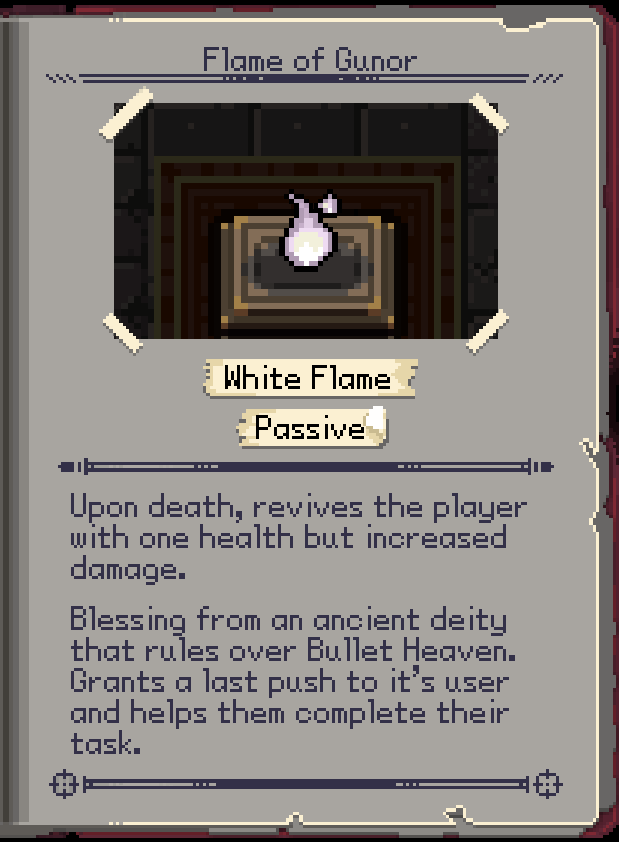 Flame of Gunor
White Flame
Passive
Upon death, revives the player
with one health but increased
damage.
Blessing from an ancient deity
that rules over Bullet Heaven.
Grants a last push to it's user
and helps them complete their
task.